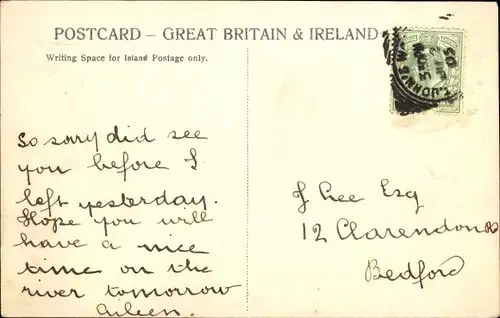 POSTCARD – GREAT BRITAIN & IRELAND
Writing Space for Inland Postage only.
So sorry did see
you before I
left yesterday.
Hope you will
have a nice
time on the
river tomorrow
Aileen.
J Lee Esq
12 Clarendon R
Bedford